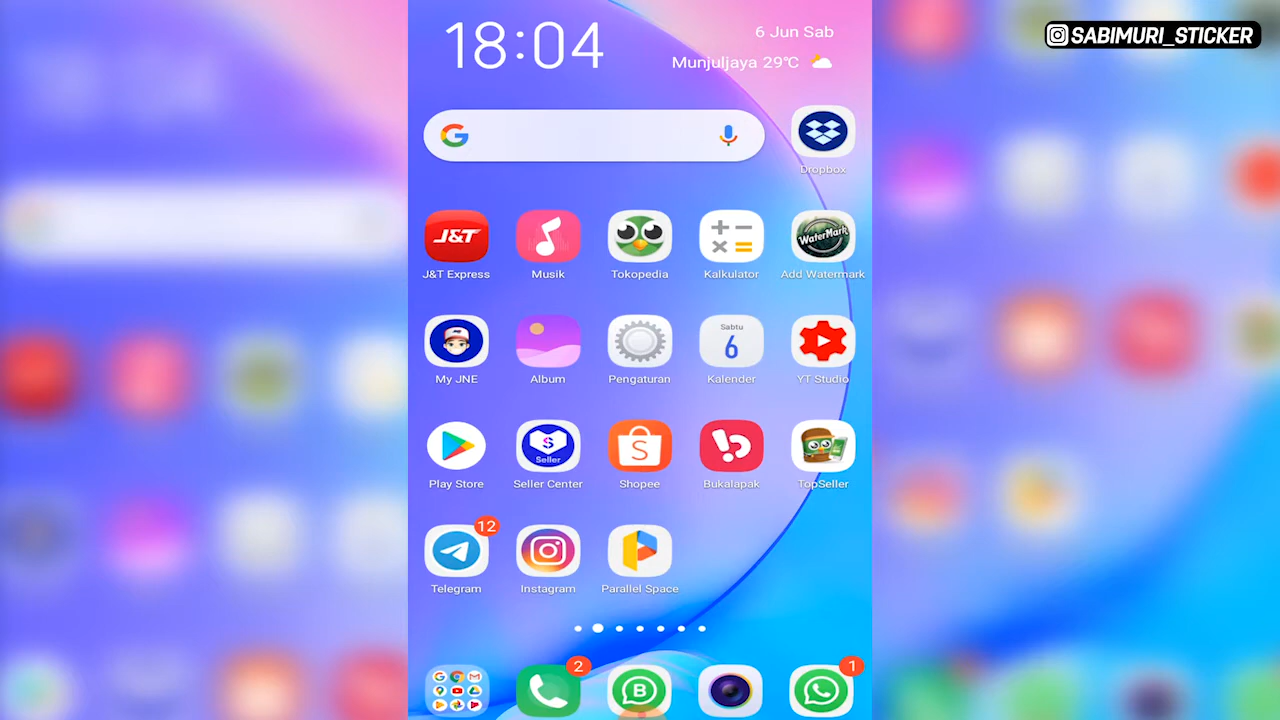 SABIMURI_STICKER
18:04
6 Jun Sab
Munjuljaya 29℃
Dropbox
J&T
WaterMark
J&T Express
Musik
Tokopedia
Kalkulator
Add Watermark
Sabtu
6
My JNE
Album
Pengaturan
Kalender
YT Studio
Seller
Play Store
Seller Center
Shopee
Bukalapak
TopSeller
12
Telegram
Instagram
Parallel Space
2
1